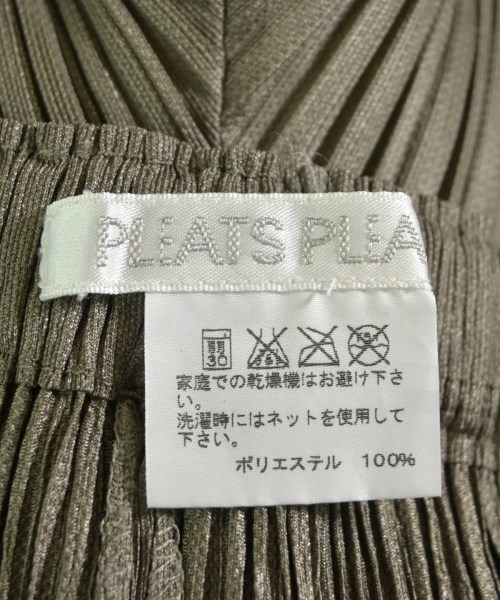 PLEATS PLEA
30
家庭での乾燥機はお避け下さ
い。
洗濯時にはネットを使用して
下さい。
ポリエステル 100%